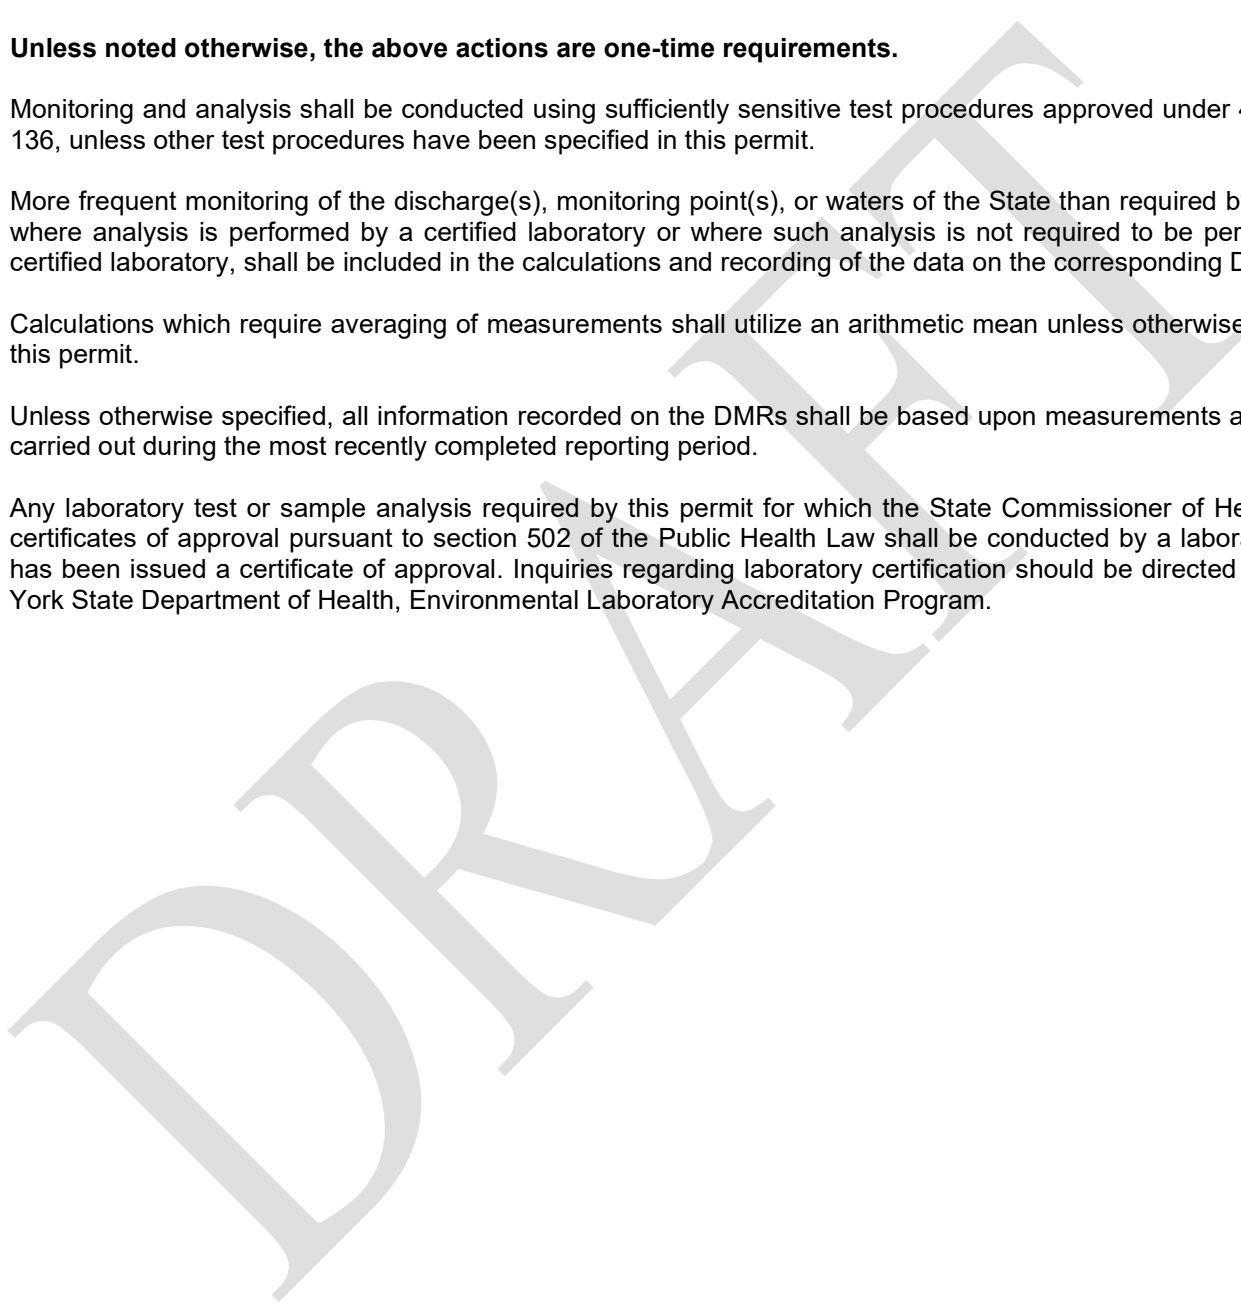 Unless noted otherwise, the above actions are one-time requirements.
Monitoring and analysis shall be conducted using sufficiently sensitive test procedures approved under
136, unless other test procedures have been specified in this permit.
More frequent monitoring of the discharge(s), monitoring point(s), or waters of the State than required
where analysis is performed by a certified laboratory or where such analysis is not required to be
certified laboratory, shall be included in the calculations and recording of the data on the corresponding
Calculations which require averaging of measurements shall utilize an arithmetic mean unless otherwise
this permit.
Unless otherwise specified, all information recorded on the DMRs shall be based upon measurements
carried out during the most recently completed reporting period.
Any laboratory test or sample analysis required by this permit for which the State Commissioner of
certificates of approval pursuant to section 502 of the Public Health Law shall be conducted by a
has been issued a certificate of approval. Inquiries regarding laboratory certification should be directed
York State Department of Health, Environmental Laboratory Accreditation Program.
DRAFT